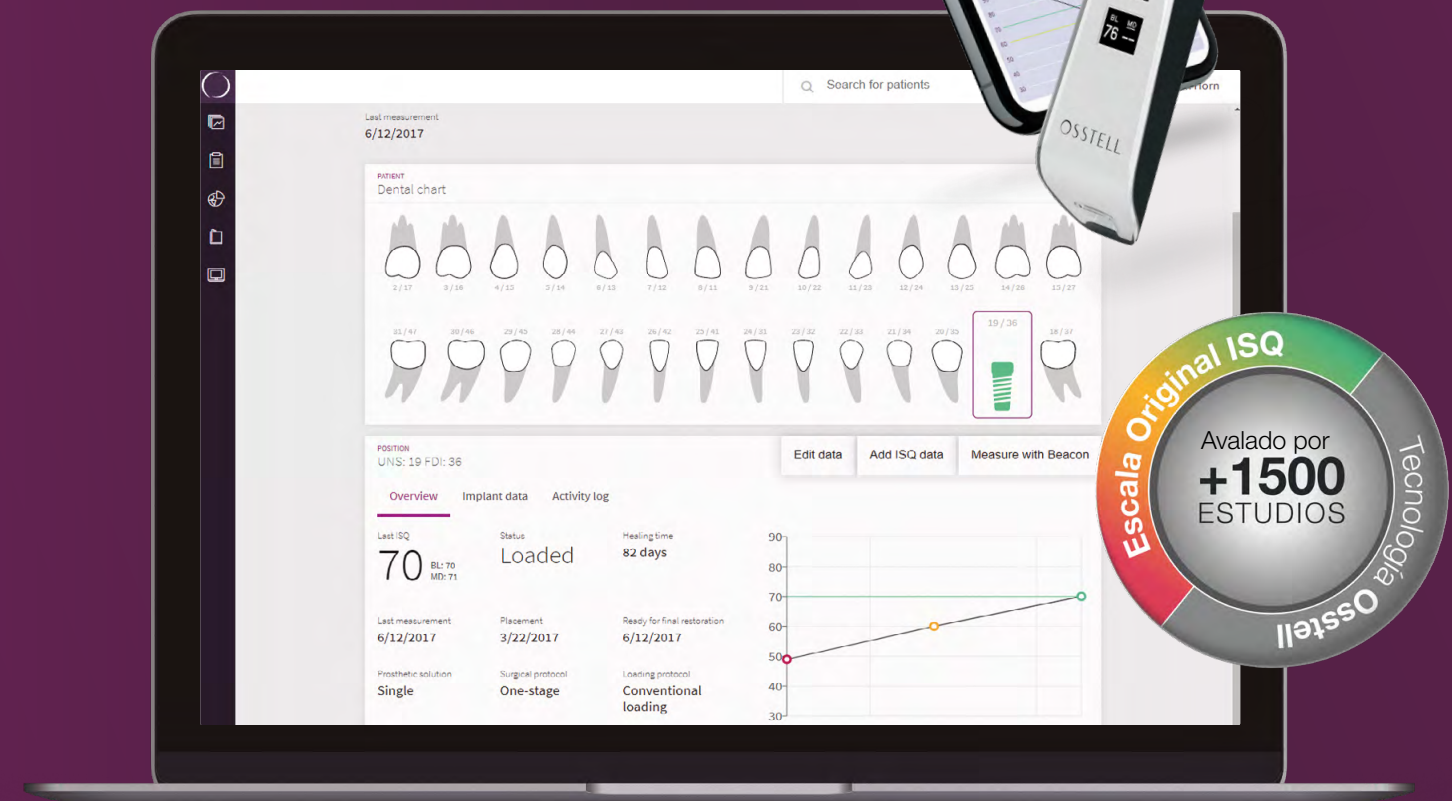 BL MD
76 --
OSSTELL
Search for patients
Last measurement
6/12/2017
PATIENT
Dental chart
2 / 17 3 / 16 4 / 15 5 / 14 6 / 13 7 / 12 8 / 11 9 / 21 10 / 22 11 / 23 12 / 24 13 / 25 14 / 26 15 / 27
31 / 47 30 / 46 29 / 45 28 / 44 27 / 43 26 / 42 25 / 41 24 / 31 23 / 32 22 / 33 21 / 34 20 / 35 19 / 36 18 / 37
POSITION
UNS: 19 FDI: 36
Edit data Add ISQ data Measure with Beacon
Overview Implant data Activity log
Last ISQ Status Healing time
70 BL: 70 MD: 71 Loaded 82 days
Last measurement Placement Ready for final restoration
6/12/2017 3/22/2017 6/12/2017
Prosthetic solution Surgical protocol Loading protocol
Single One-stage Conventional
loading
90
80
70
60
50
40
30
Escala Original ISQ
Avalado por
+1500
ESTUDIOS
Tecnología Osstell